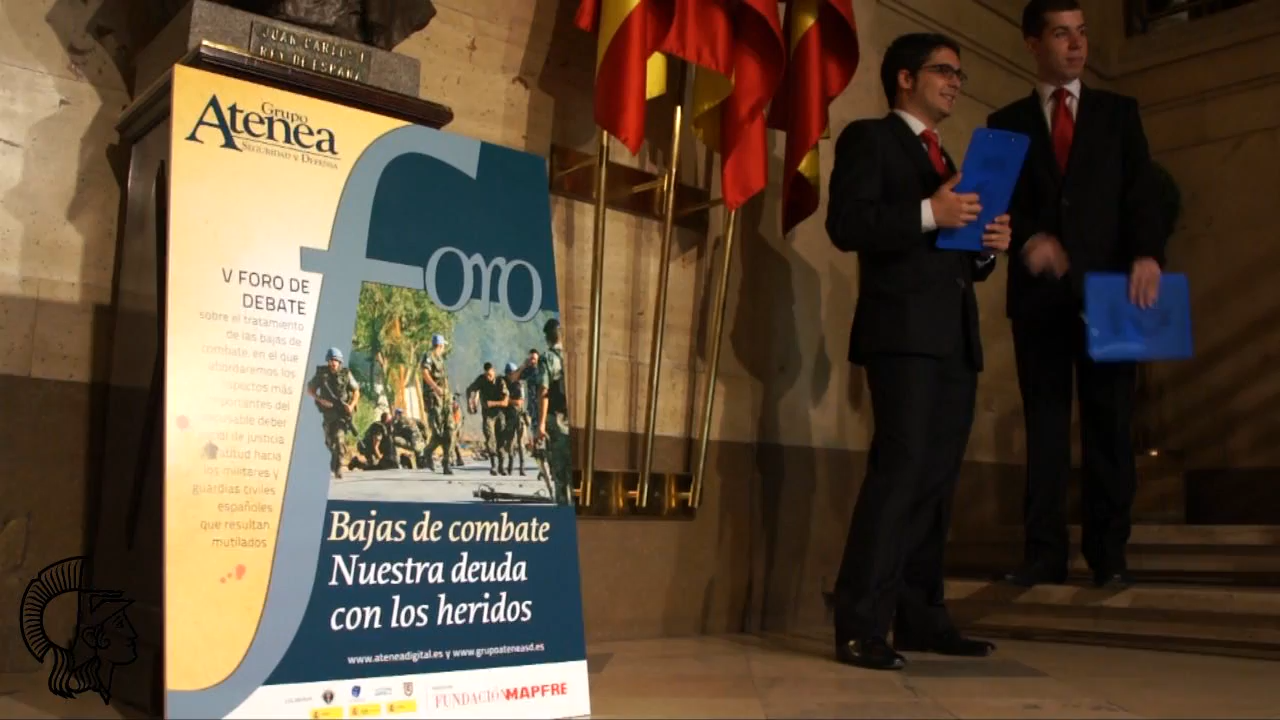 JUAN CARLOS I
REY DE ESPAÑA
Grupo
Atenea
SEGURIDAD Y DEFENSA
foro
V FORO DE
DEBATE
sobre el tratamiento
de las bajas de
combate, en el que
abordaremos los
aspectos más
importantes del
deber
de justicia
hacia
los militares y
guardias civiles
españoles
que resultan
mutilados
Bajas de combate
Nuestra deuda
con los heridos
www.ateneadigital.es y www.grupoateneasd.es
FUNDACIÓN MAPFRE